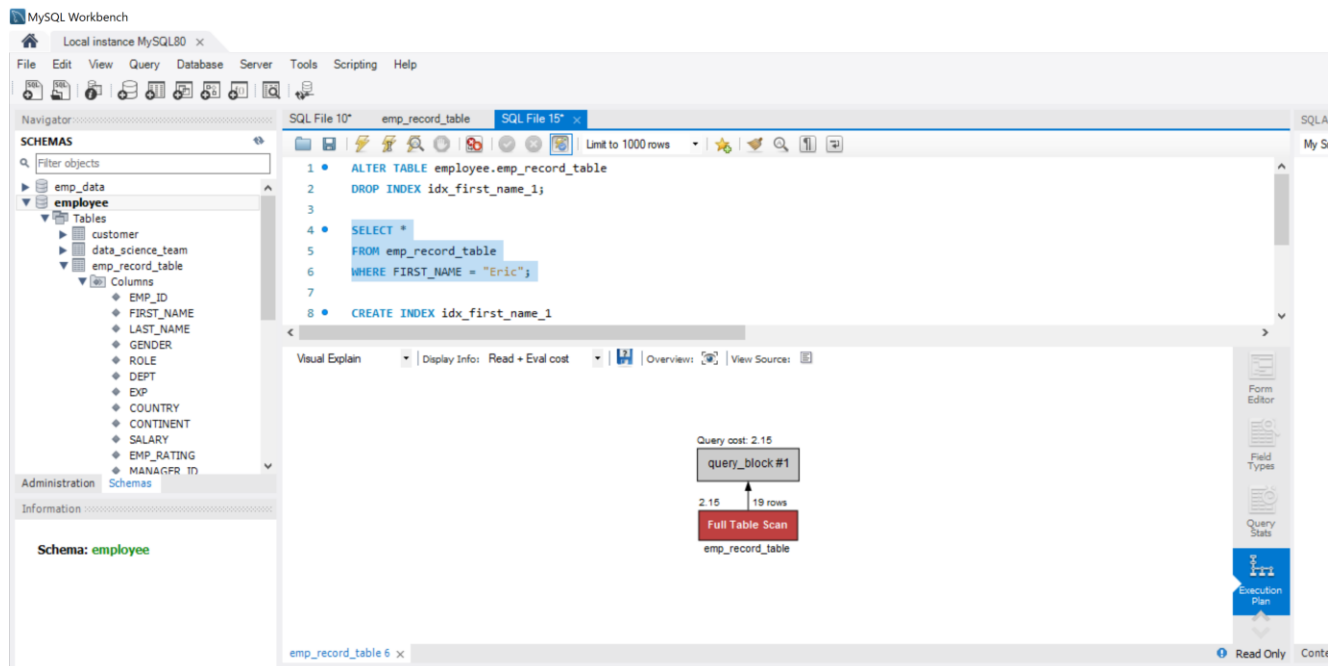 MySQL Workbench
Local instance MySQL80
File Edit View Query Database Server Tools Scripting Help
Navigator
SCHEMAS
Filter objects
emp_data
employee
Tables
customer
data_science_team
emp_record_table
Columns
EMP_ID
FIRST_NAME
LAST_NAME
GENDER
ROLE
DEPT
EXP
COUNTRY
CONTINENT
SALARY
EMP_RATING
MANAGER_ID
Administration Schemas
Information
Schema: employee
SQL File 10* emp_record_table SQL File 15*
Limit to 1000 rows
1 ALTER TABLE employee.emp_record_table
2 DROP INDEX idx_first_name_1;
3
4 SELECT *
5 FROM emp_record_table
6 WHERE FIRST_NAME = "Eric";
7
8 CREATE INDEX idx_first_name_1
Visual Explain Display Info: Read + Eval cost Overview: View Source:
Query cost: 2.15
query_block #1
2.15 19 rows
Full Table Scan
emp_record_table
Form
Editor
Field
Types
Query
Stats
Execution
Plan
emp_record_table 6
Read Only
SQLA
My S
Conte